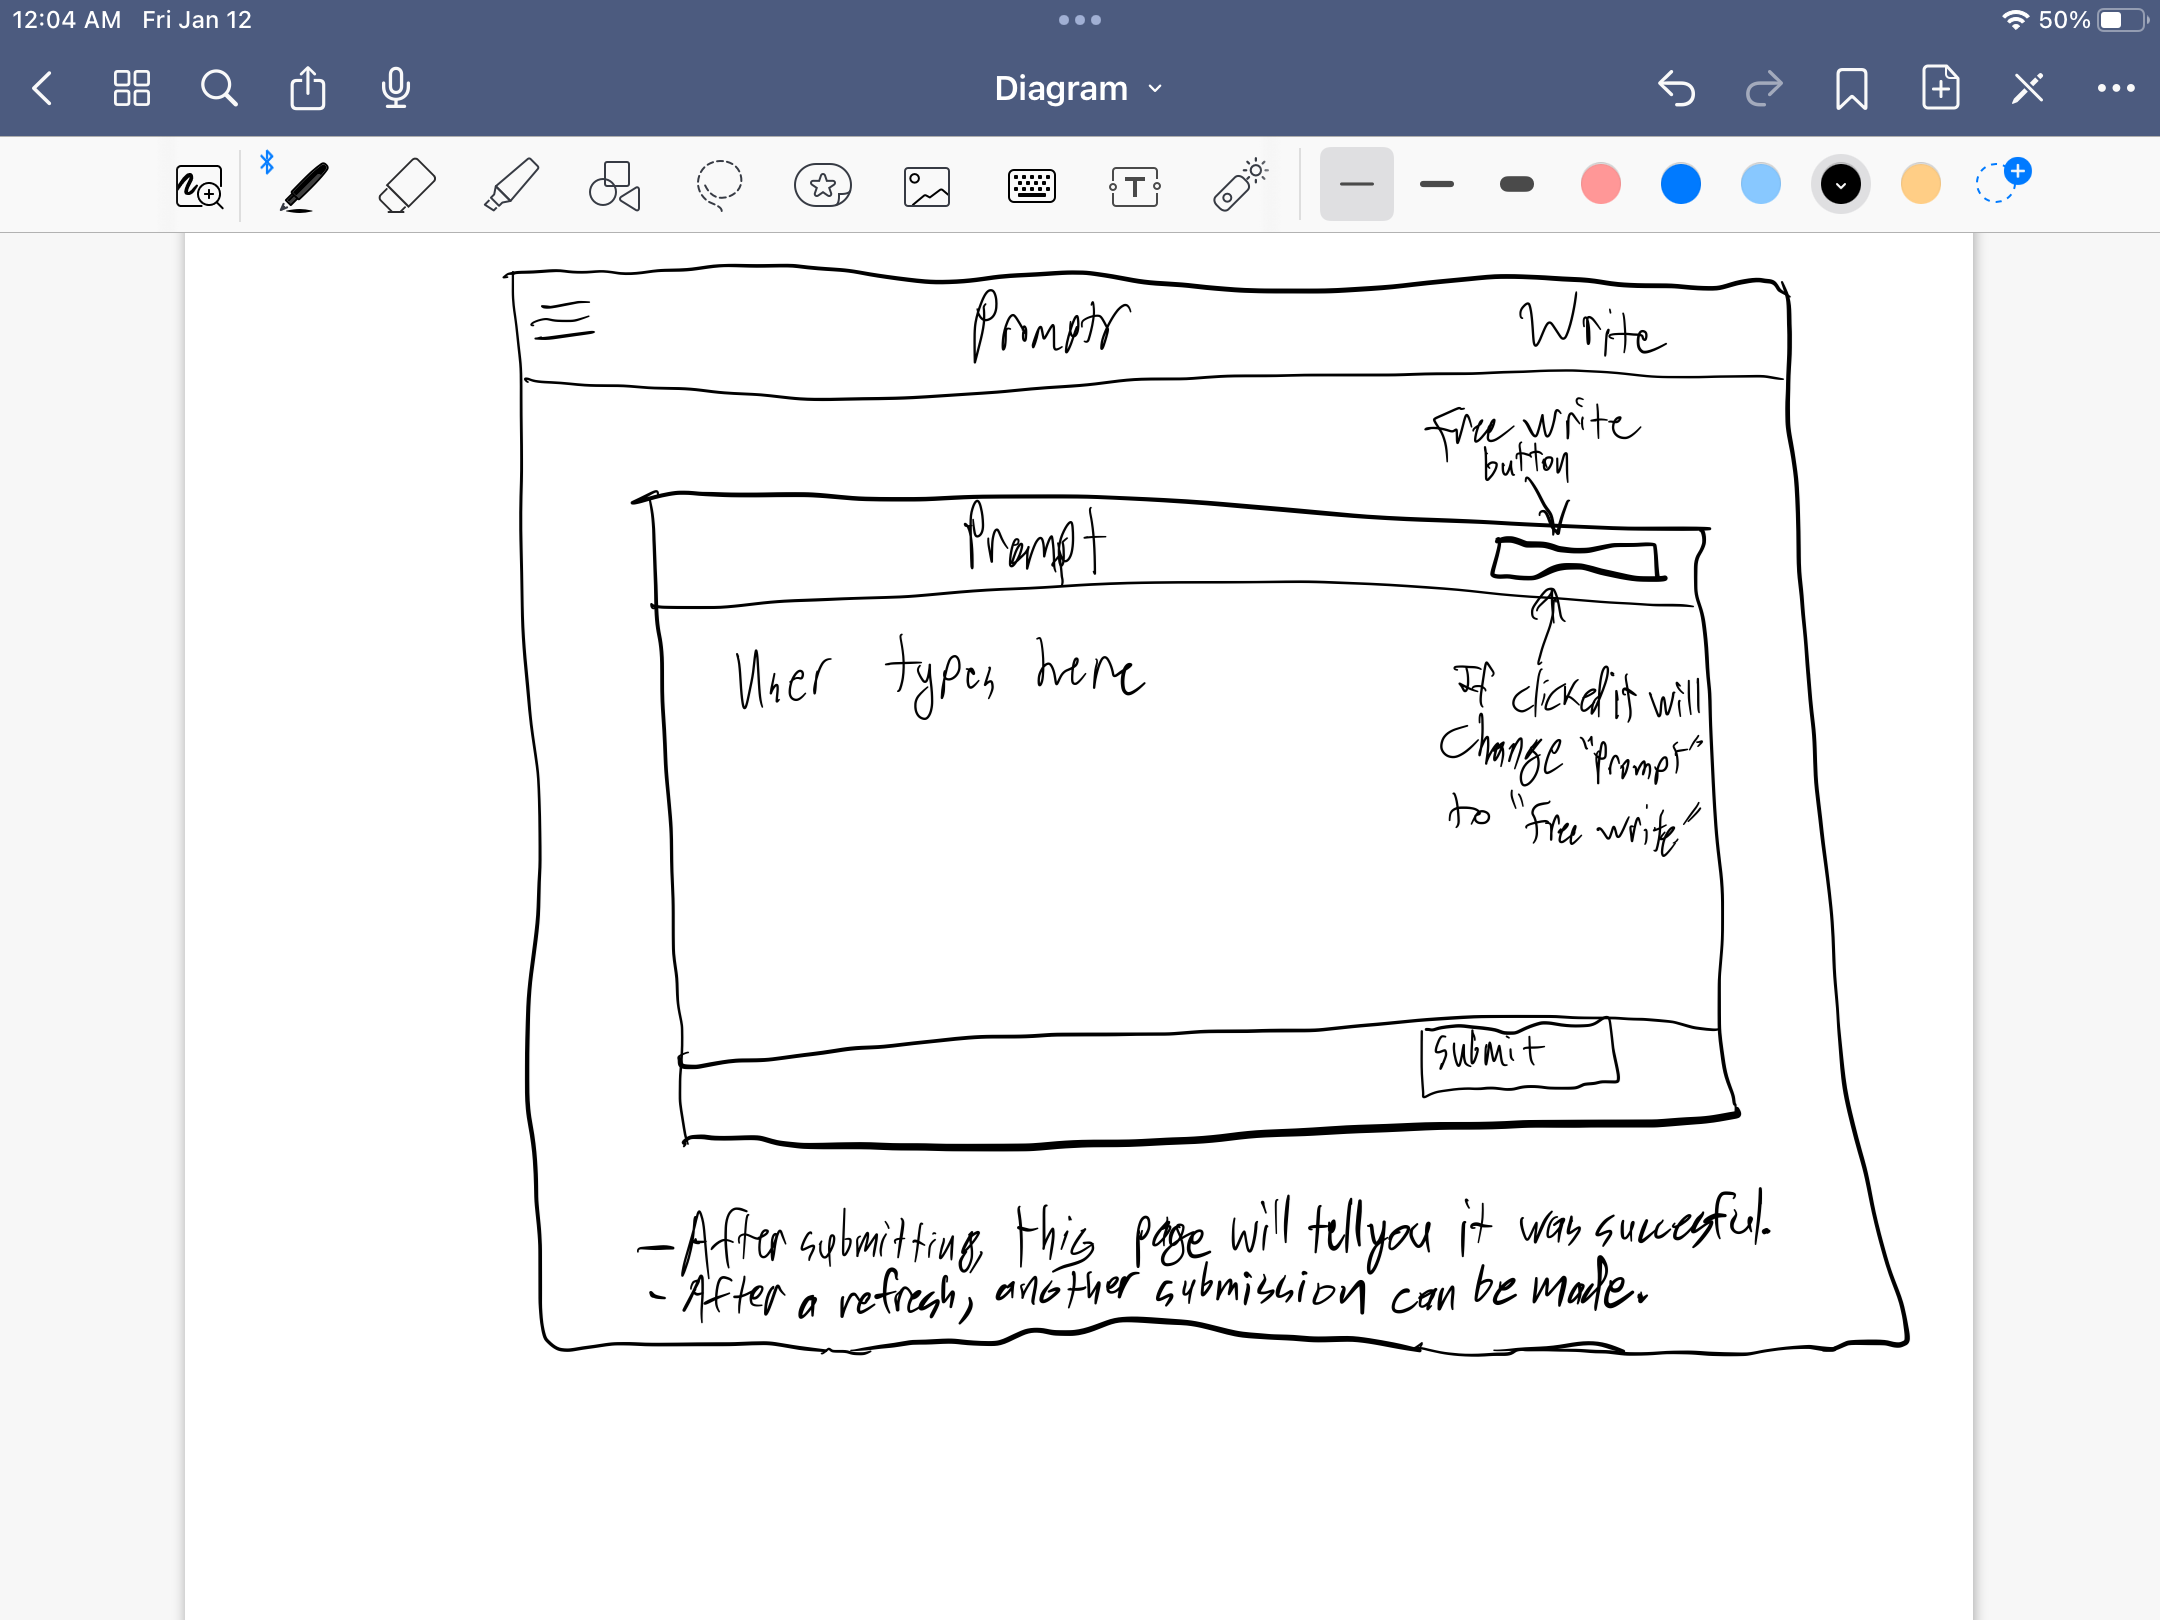 12:04 AM Fri Jan 12
50%
Diagram
T
Promptr Write
Free write
button
Prompt
User types here
If clicked it will
Change "Prompt"
to "free write"
Submit
- After submitting, this page will tell you it was succesful.
- After a refresh, another submission can be made.